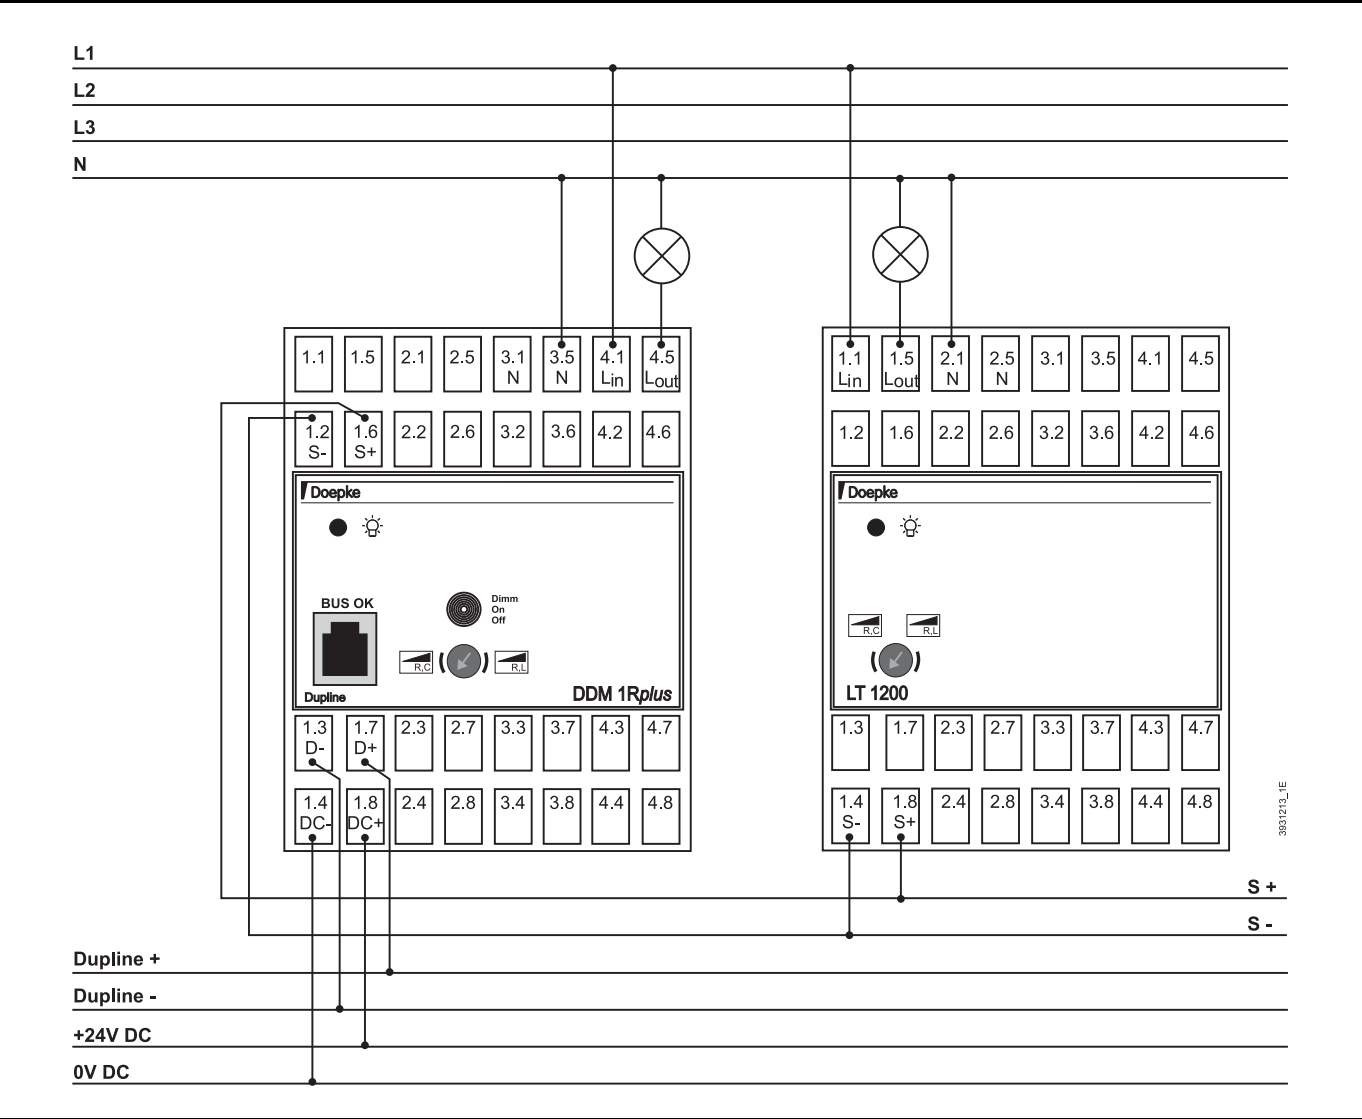 L1
L2
L3
N
1.1 1.5 2.1 2.5 3.1 3.5 4.1 4.5
N N Lin Lout
1.2 1.6 2.2 2.6 3.2 3.6 4.2 4.6
S- S+
Doepke
BUS OK
Dimm
On
Off
R,C R,L
Dupline
DDM 1Rplus
1.3 1.7 2.3 2.7 3.3 3.7 4.3 4.7
D- D+
1.4 1.8 2.4 2.8 3.4 3.8 4.4 4.8
DC- DC+
1.1 1.5 2.1 2.5 3.1 3.5 4.1 4.5
Lin Lout N N
1.2 1.6 2.2 2.6 3.2 3.6 4.2 4.6
Doepke
R,C R,L
LT 1200
1.3 1.7 2.3 2.7 3.3 3.7 4.3 4.7
1.4 1.8 2.4 2.8 3.4 3.8 4.4 4.8
S- S+
3931213_1E
S +
S -
Dupline +
Dupline -
+24V DC
0V DC